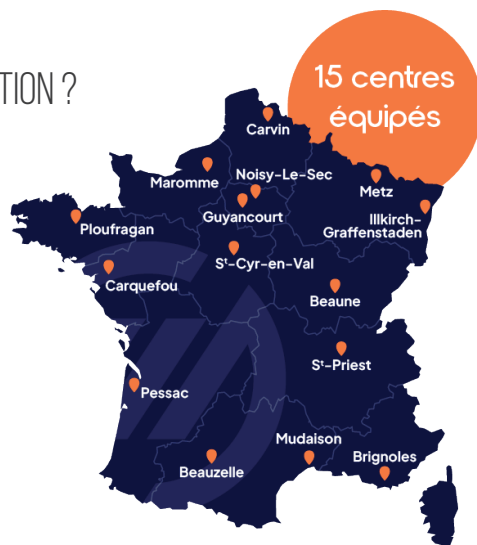 TION ?
15 centres
équipés
Carvin
Maromme
Noisy-Le-Sec
Metz
Guyancourt
Illkirch-
Graffenstaden
Ploufragan
Sᵗ-Cyr-en-Val
Carquefou
Beaune
Sᵗ-Priest
Pessac
Mudaison
Beauzelle
Brignoles